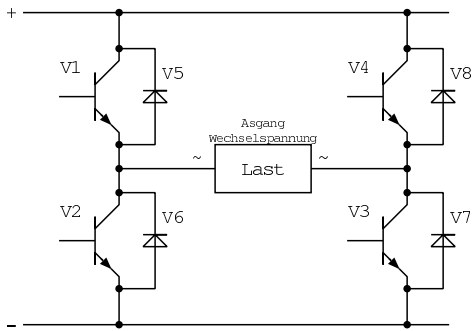 +
V1
V5
V4
V8
Asgang
Wechselspannung
~
Last
~
V2
V6
V3
V7
-